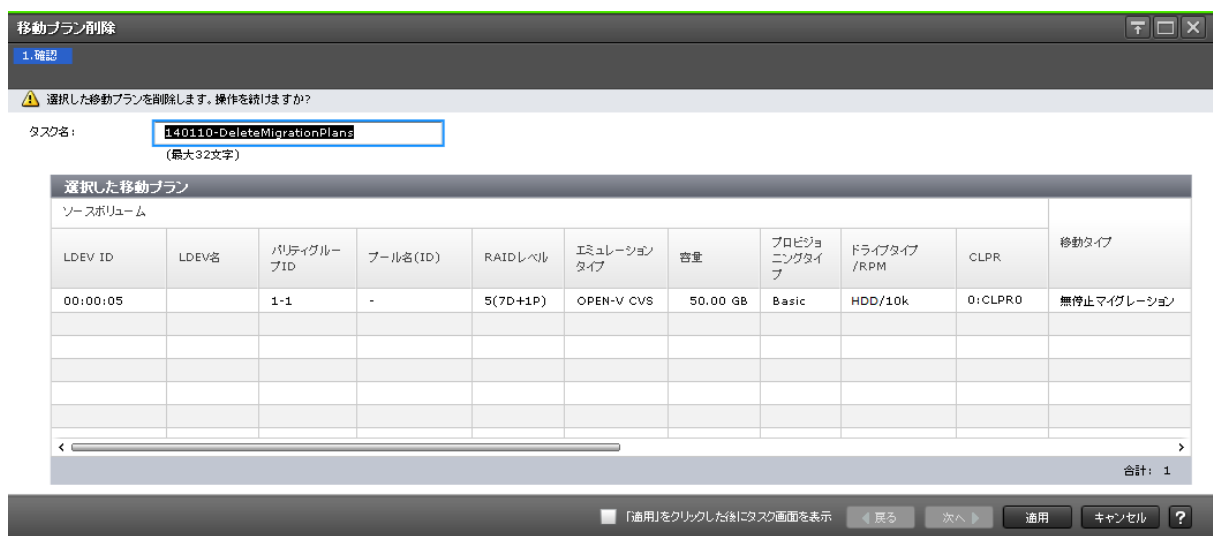 移動プラン削除
1.確認
選択した移動プランを削除します。操作を続けますか?
タスク名: 140110-DeleteMigrationPlans
(最大32文字)
選択した移動プラン
ソースボリューム
移動タイプ
LDEV ID
LDEV名
パリティグルー
プID
プール名(ID)
RAIDレベル
エミュレーション
タイプ
容量
プロビジョ
ニングタイ
プ
ドライブタイプ
/RPM
CLPR
00:00:05 1-1 - 5(7D+1P) OPEN-V CVS 50.00 GB Basic HDD/10k 0:CLPR0 無停止マイグレーション
合計: 1
「適用」をクリックした後にタスク画面を表示 戻る 次へ 適用 キャンセル ?